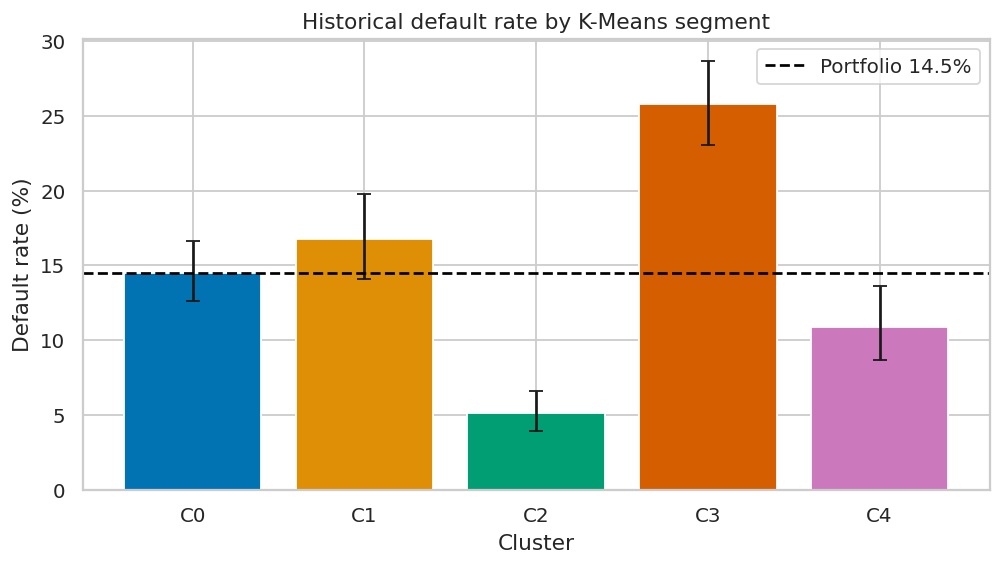 Historical default rate by K-Means segment
Portfolio 14.5%
Default rate (%)
30
25
20
15
10
5
0
C0 C1 C2 C3 C4
Cluster